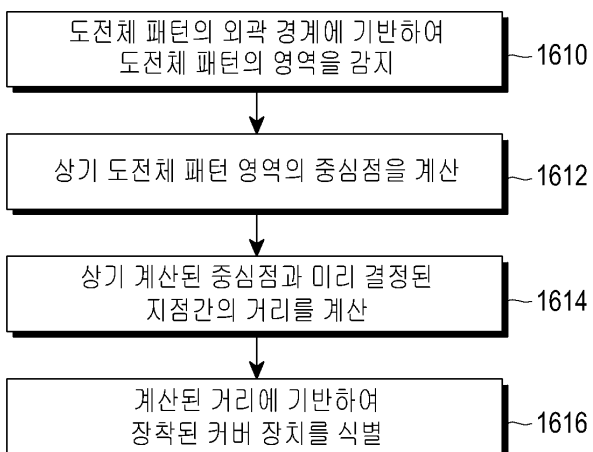 도전체 패턴의 외곽 경계에 기반하여
도전체 패턴의 영역을 감지
1610
상기 도전체 패턴 영역의 중심점을 계산
1612
상기 계산된 중심점과 미리 결정된
지점간의 거리를 계산
1614
계산된 거리에 기반하여
장착된 커버 장치를 식별
1616